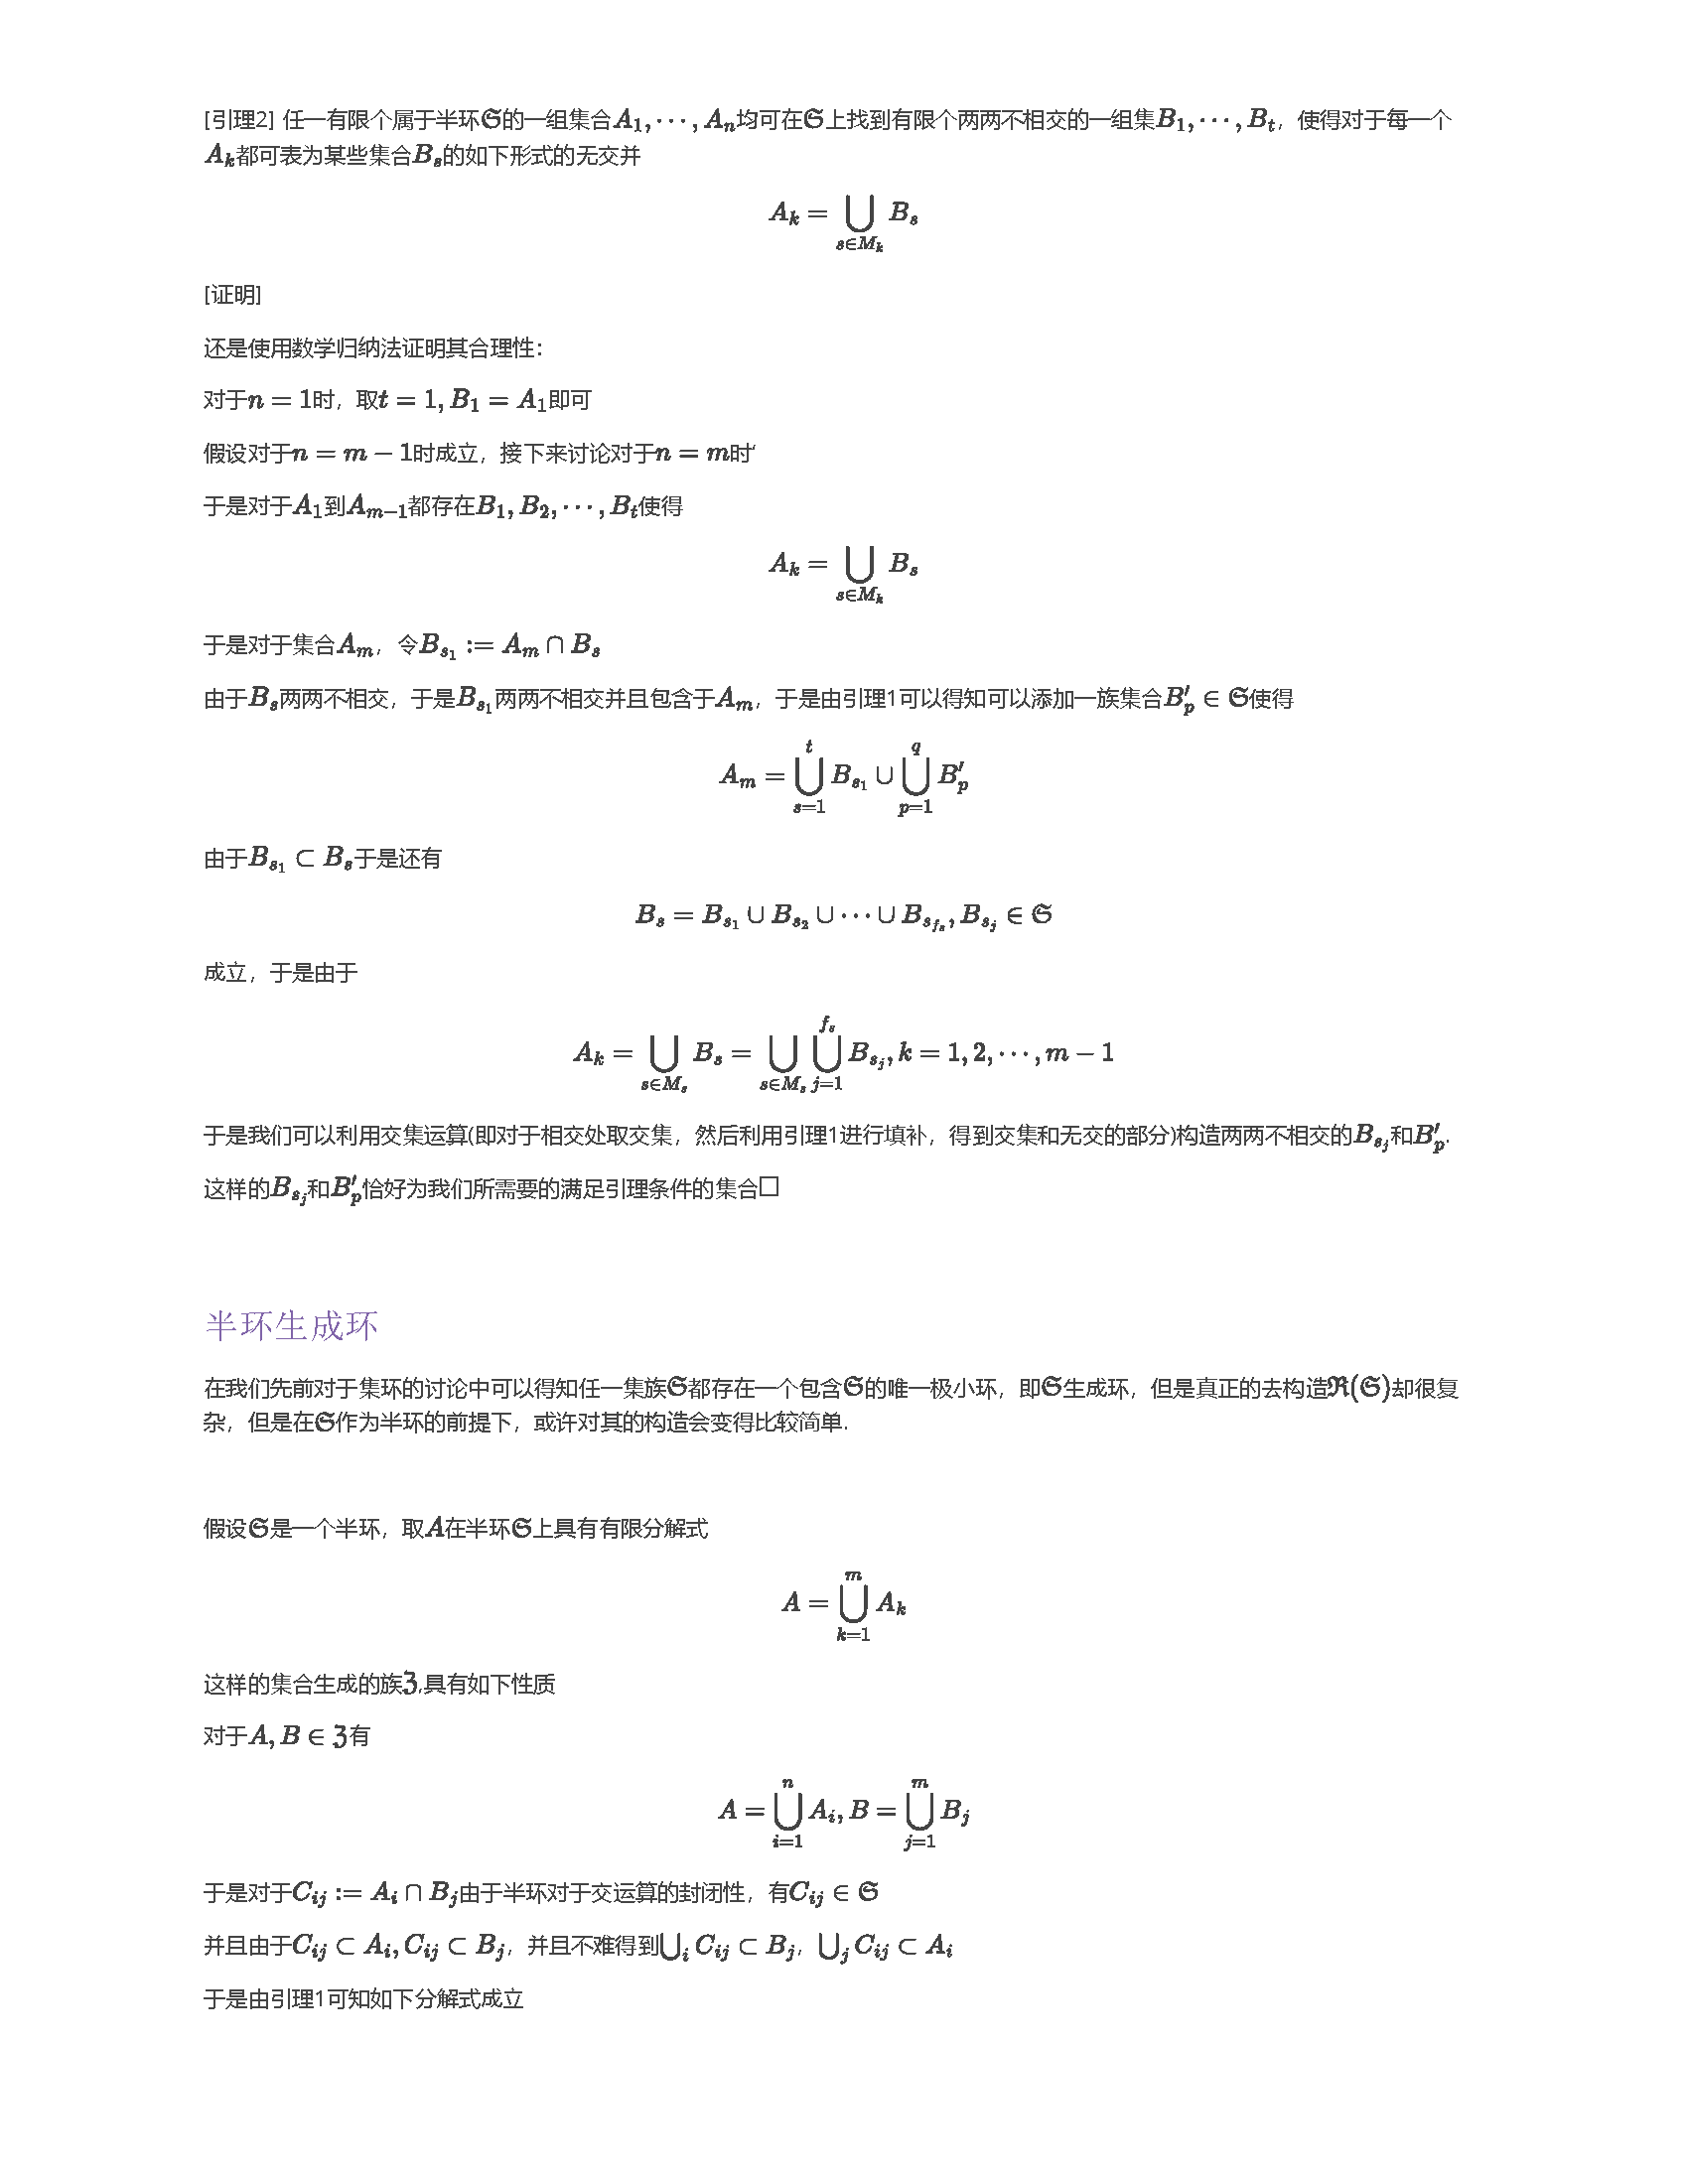 [引理2] 任一有限个属于半环𝔖的一组集合$A_1, \cdots, A_n$均可在𝔖上找到有限个两两不相交的一组集$B_1, \cdots, B_t$，使得对于每一个
$A_k$都可表为某些集合$B_s$的如下形式的无交并
$$A_k = \bigcup_{s \in M_k} B_s$$
[证明]
还是使用数学归纳法证明其合理性：
对于$n = 1$时，取$t = 1, B_1 = A_1$即可
假设对于$n = m - 1$时成立，接下来讨论对于$n = m$时‘
于是对于$A_1$到$A_{m-1}$都存在$B_1, B_2, \cdots, B_t$使得
$$A_k = \bigcup_{s \in M_k} B_s$$
于是对于集合$A_m$，令$B_{s_1} := A_m \cap B_s$
由于$B_s$两两不相交，于是$B_{s_1}$两两不相交并且包含于$A_m$，于是由引理1可以得知可以添加一族集合$B'_p \in \mathfrak{S}$使得
$$A_m = \bigcup_{s=1}^{t} B_{s_1} \cup \bigcup_{p=1}^{q} B'_p$$
由于$B_{s_1} \subset B_s$于是还有
$$B_s = B_{s_1} \cup B_{s_2} \cup \cdots \cup B_{s_{f_s}}, B_{s_j} \in \mathfrak{S}$$
成立，于是由于
$$A_k = \bigcup_{s \in M_s} B_s = \bigcup_{s \in M_s} \bigcup_{j=1}^{f_s} B_{s_j}, k = 1, 2, \cdots, m - 1$$
于是我们可以利用交集运算(即对于相交处取交集，然后利用引理1进行填补，得到交集和无交的部分)构造两两不相交的$B_{s_j}$和$B'_p$.
这样的$B_{s_j}$和$B'_p$恰好为我们所需要的满足引理条件的集合□
半环生成环
在我们先前对于集环的讨论中可以得知任一集族𝔖都存在一个包含𝔖的唯一极小环，即𝔖生成环，但是真正的去构造$\mathfrak{R}(\mathfrak{S})$却很复
杂，但是在𝔖作为半环的前提下，或许对其的构造会变得比较简单.
假设𝔖是一个半环，取$A$在半环𝔖上具有有限分解式
$$A = \bigcup_{k=1}^{m} A_k$$
这样的集合生成的族$\mathfrak{Z}$,具有如下性质
对于$A, B \in \mathfrak{Z}$有
$$A = \bigcup_{i=1}^{n} A_i, B = \bigcup_{j=1}^{m} B_j$$
于是对于$C_{ij} := A_i \cap B_j$由于半环对于交运算的封闭性，有$C_{ij} \in \mathfrak{S}$
并且由于$C_{ij} \subset A_i, C_{ij} \subset B_j$，并且不难得到$\bigcup_i C_{ij} \subset B_j$，$\bigcup_j C_{ij} \subset A_i$
于是由引理1可知如下分解式成立